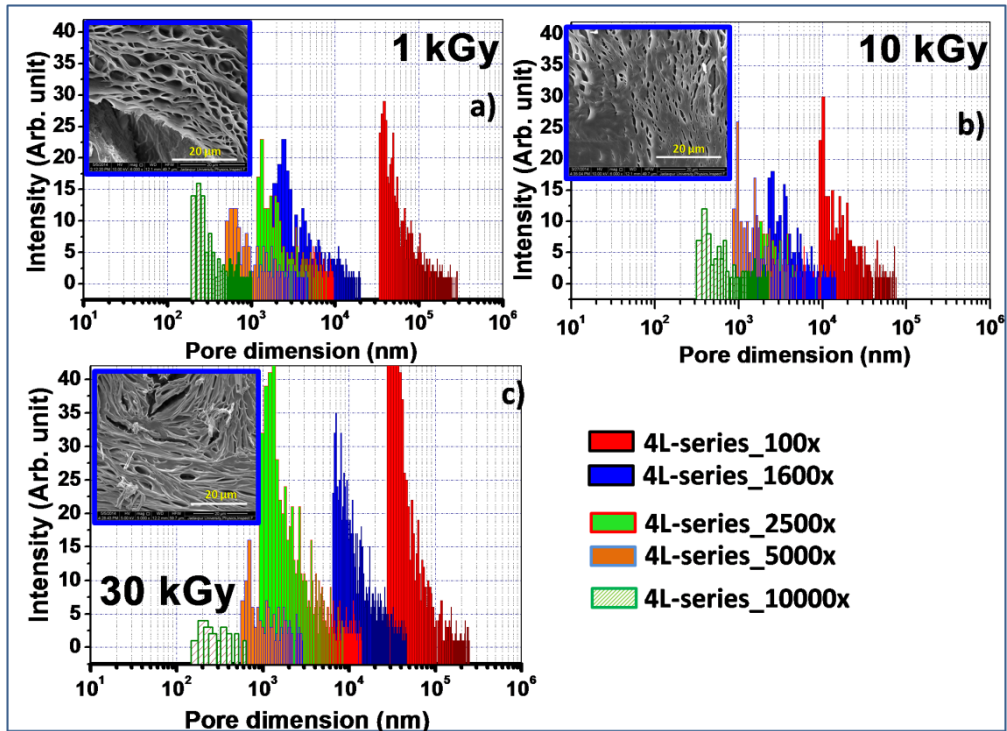 1 kGy
a)
Intensity (Arb. unit)
40
35
30
25
20
15
10
5
0
20 µm
10¹ 10² 10³ 10⁴ 10⁵ 10⁶
Pore dimension (nm)
10 kGy
b)
Intensity (Arb. unit)
40
35
30
25
20
15
10
5
0
20 µm
10¹ 10² 10³ 10⁴ 10⁵ 10⁶
Pore dimension (nm)
30 kGy
c)
Intensity (Arb. unit)
40
35
30
25
20
15
10
5
0
20 µm
10¹ 10² 10³ 10⁴ 10⁵ 10⁶
Pore dimension (nm)
4L-series_100x
4L-series_1600x
4L-series_2500x
4L-series_5000x
4L-series_10000x